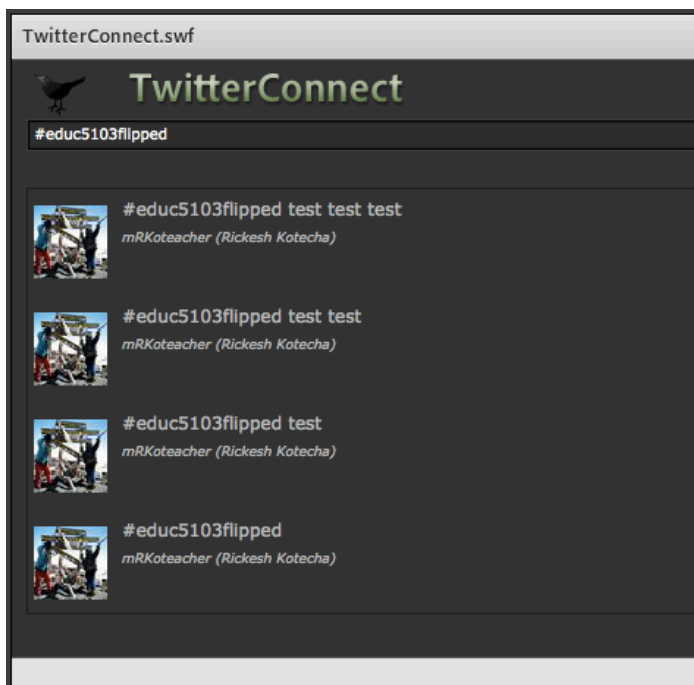 TwitterConnect.swf
TwitterConnect
#educ5103flipped
#educ5103flipped test test test
mRKoteacher (Rickesh Kotecha)
#educ5103flipped test test
mRKoteacher (Rickesh Kotecha)
#educ5103flipped test
mRKoteacher (Rickesh Kotecha)
#educ5103flipped
mRKoteacher (Rickesh Kotecha)